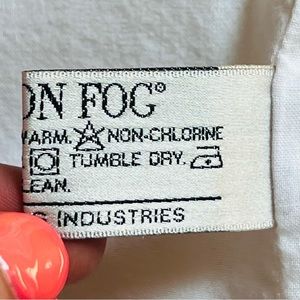 ON FOG®
ARM. NON-CHLORINE
TUMBLE DRY.
LEAN.
G INDUSTRIES